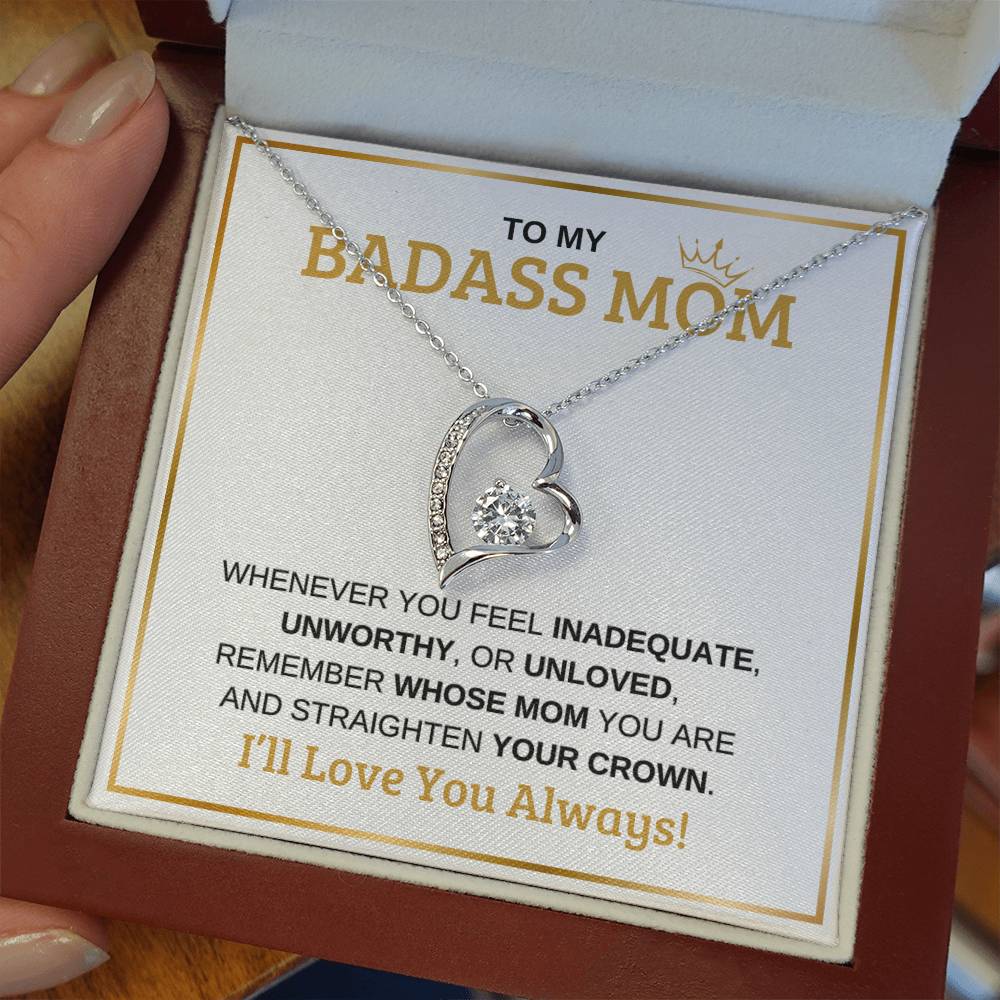 TO MY
BADASS MOM
WHENEVER YOU FEEL INADEQUATE,
UNWORTHY, OR UNLOVED,
REMEMBER WHOSE MOM YOU ARE
AND STRAIGHTEN YOUR CROWN.
I'll Love You Always!